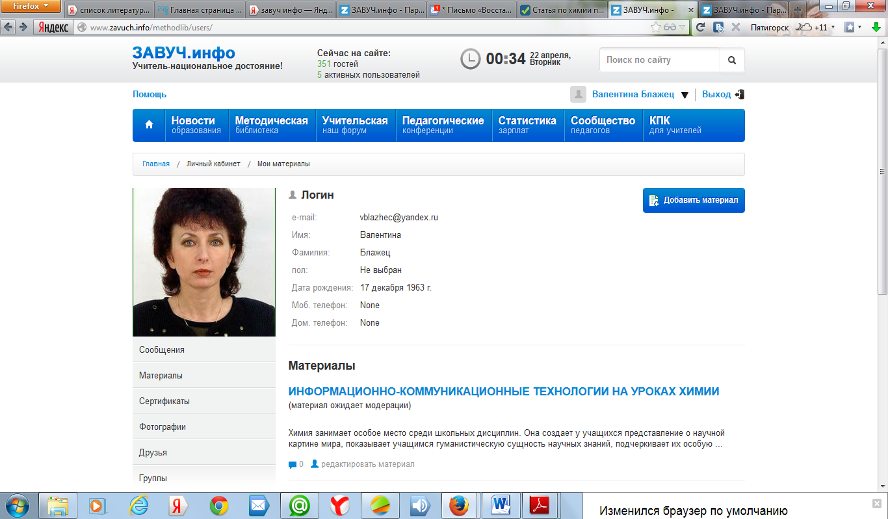 Firefox
список литератур...
Главная страница ...
завуч инфо — Янд...
ЗАВУЧ.инфо - Пар...
* Письмо «Восста...
Статья по химии п...
ЗАВУЧ.инфо -
ЗАВУЧ.инфо - Пар...
Яндекс
www.zavuch.info/methodlib/users/
Пятигорск
+11
ЗАВУЧ.инфо
Учитель-национальное достояние!
Сейчас на сайте:
351 гостей
5 активных пользователей
00:34
22 апреля,
Вторник
Поиск по сайту
Помощь
Валентина Блажец ▼
Выход
Новости
образования
Методическая
библиотека
Учительская
наш форум
Педагогические
конференции
Статистика
зарплат
Сообщество
педагогов
КПК
для учителей
Главная / Личный кабинет / Мои материалы
Логин
Добавить материал
e-mail: vblazhec@yandex.ru
Имя: Валентина
Фамилия: Блажец
пол: Не выбран
Дата рождения: 17 декабря 1963 г.
Моб. телефон: None
Дом. телефон: None
Сообщения
Материалы
Сертификаты
Фотографии
Друзья
Группы
Материалы
ИНФОРМАЦИОННО-КОММУНИКАЦИОННЫЕ ТЕХНОЛОГИИ НА УРОКАХ ХИМИИ
(материал ожидает модерации)
Химия занимает особое место среди школьных дисциплин. Она создает у учащихся представление о научной
картине мира, показывает учащимся гуманистическую сущность научных знаний, подчеркивает их особую ...
0 редактировать материал
Изменился браузер по умолчанию